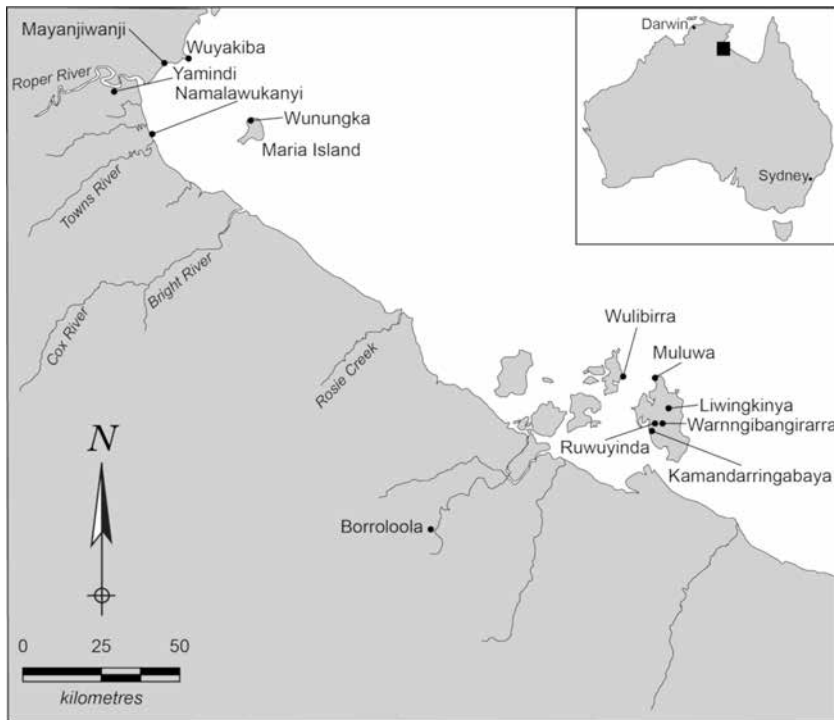 Mayanjiwanji
Wuyakiba
Roper River
Yamindi
Namalawukanyi
Wunungka
Maria Island
Towns River
Darwin
Sydney
Bright River
Cox River
Rosie Creek
Wulibirra
Muluwa
Liwingkinya
Warnngibangirarra
Ruwuyinda
Kamandarringabaya
Borroloola
N
0 25 50
kilometres